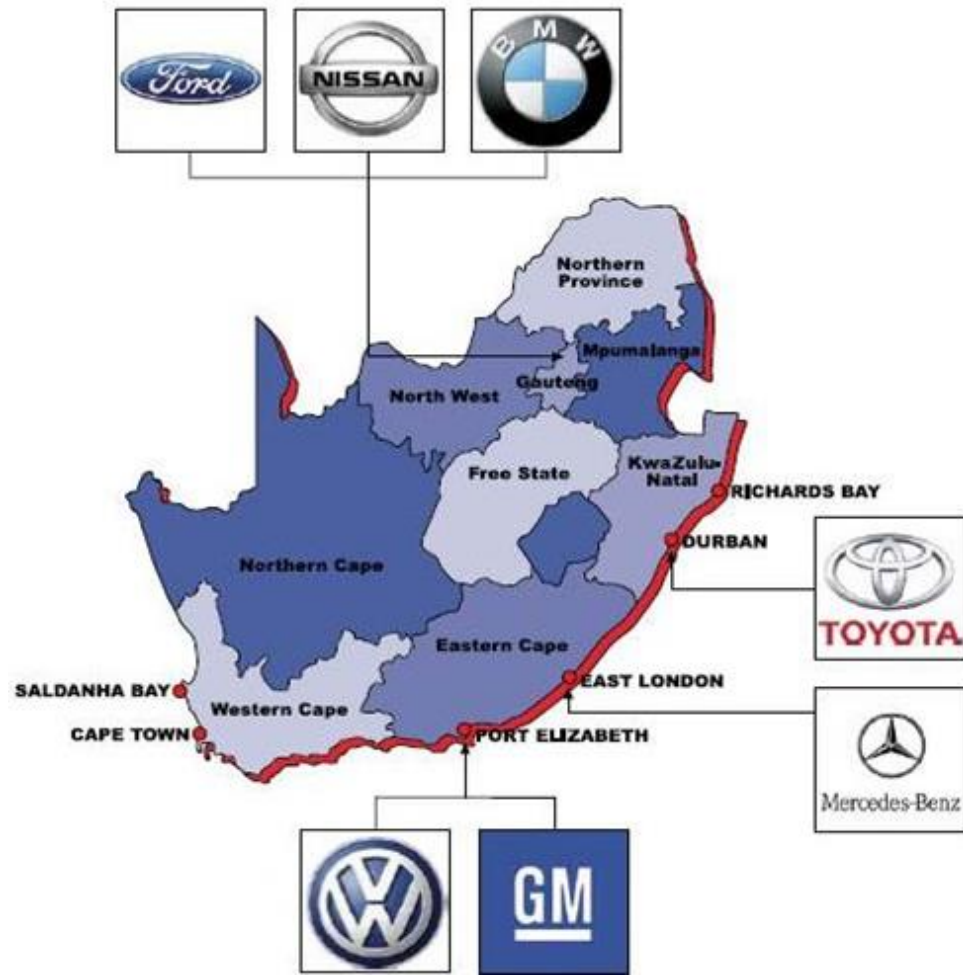 Ford
NISSAN
BMW
Northern
Province
Mpumalanga
Gauteng
North West
Free State
KwaZulu-
Natal
RICHARDS BAY
DURBAN
Northern Cape
TOYOTA
Eastern Cape
EAST LONDON
SALDANHA BAY
Western Cape
CAPE TOWN
PORT ELIZABETH
Mercedes-Benz
VW
GM